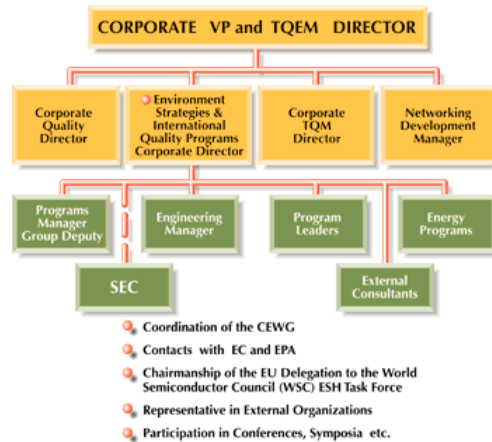 CORPORATE VP and TQEM DIRECTOR
Corporate
Quality
Director
Environment
Strategies &
International
Quality Programs
Corporate Director
Corporate
TQM
Director
Networking
Development
Manager
Programs
Manager
Group Deputy
Engineering
Manager
Program
Leaders
Energy
Programs
SEC
External
Consultants
Coordination of the CEWG
Contacts with EC and EPA
Chairmanship of the EU Delegation to the World
Semiconductor Council (WSC) ESH Task Force
Representative in External Organizations
Participation in Conferences, Symposia etc.